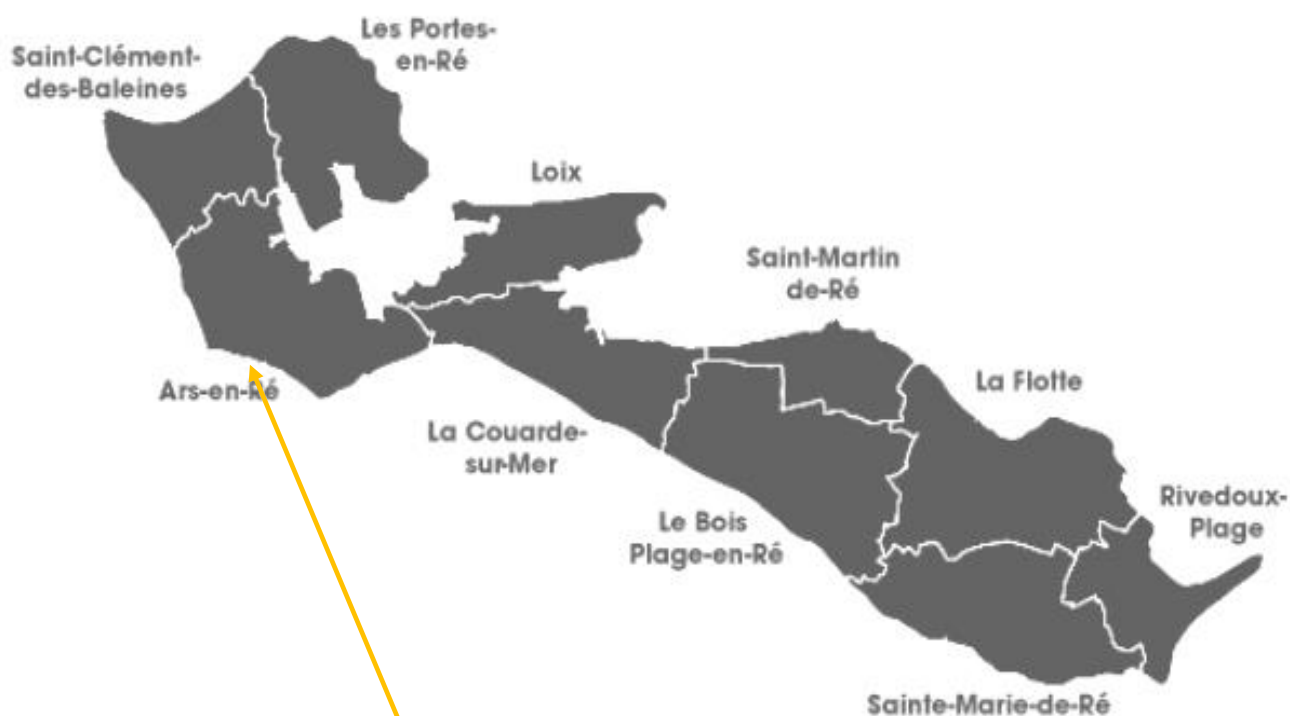 Les Portes-
en-Ré
Saint-Clément-
des-Baleines
Loix
Saint-Martin
de-Ré
Ars-en-Ré
La Flotte
La Couarde-
sur-Mer
Rivedoux-
Plage
Le Bois
Plage-en-Ré
Sainte-Marie-de-Ré